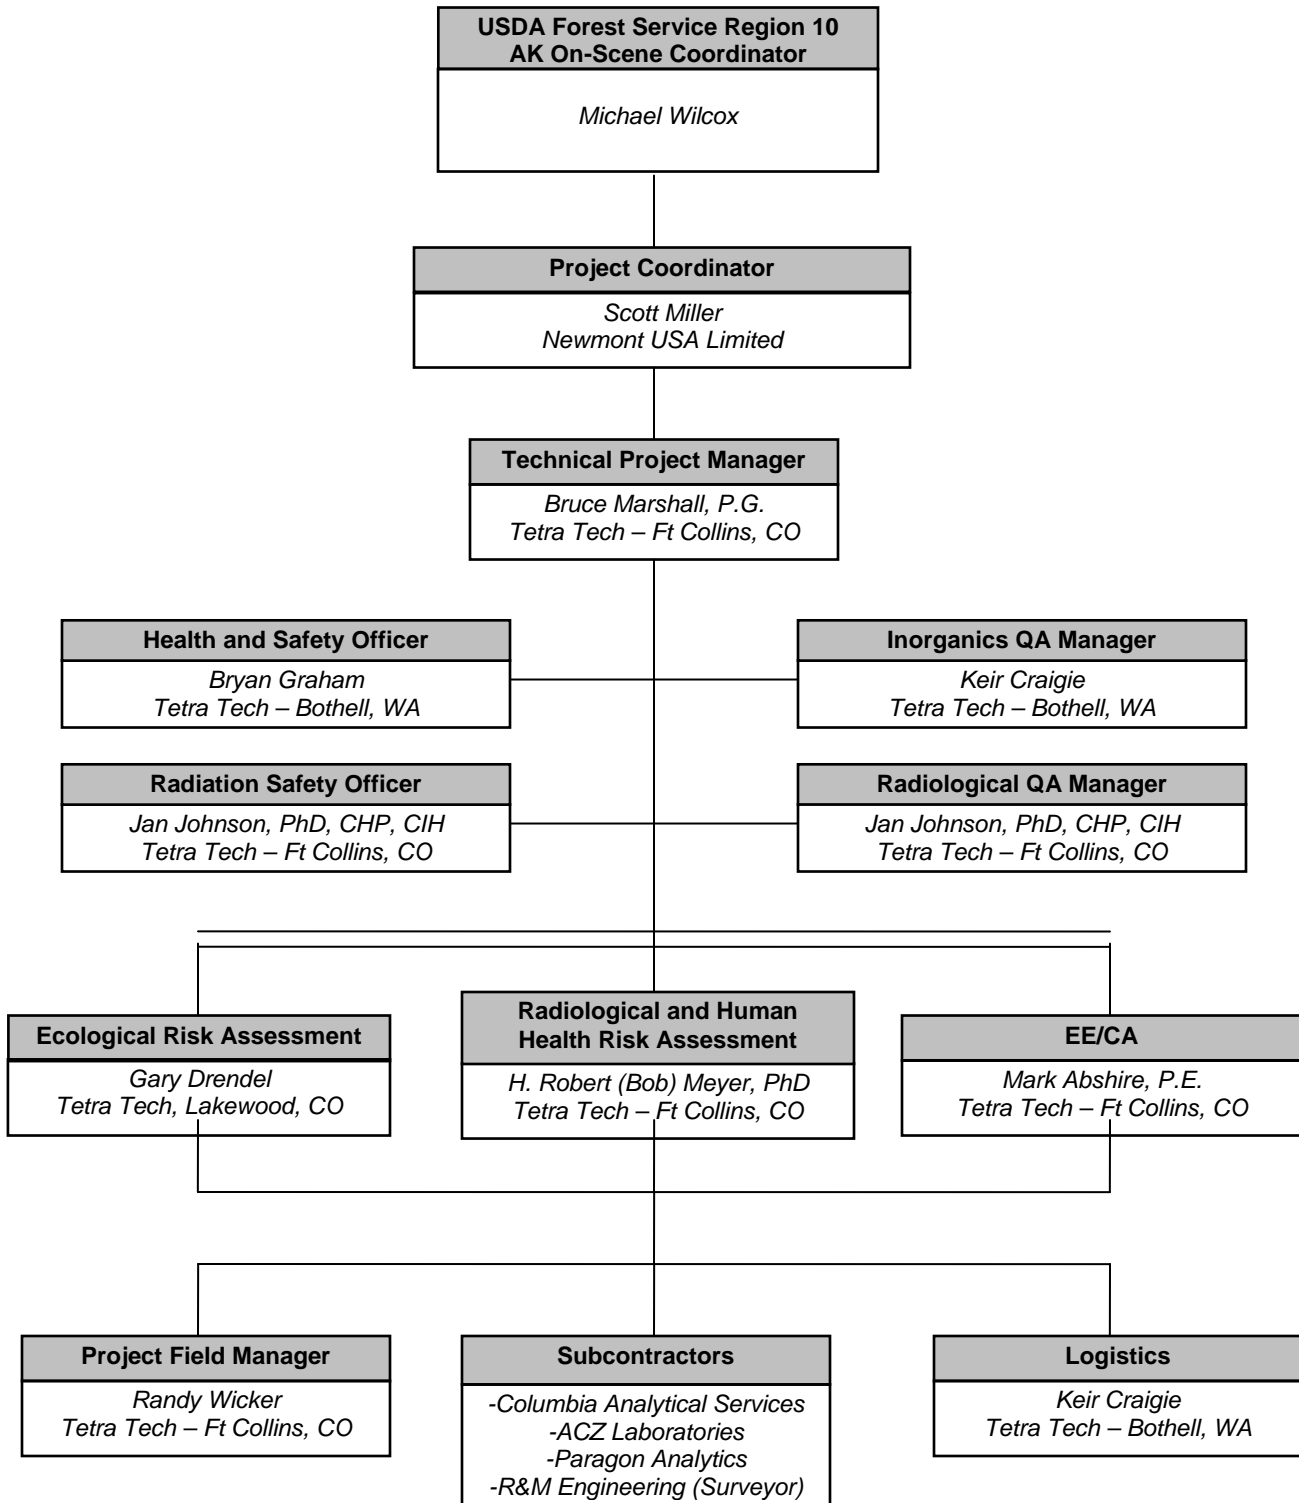 USDA Forest Service Region 10
AK On-Scene Coordinator
Michael Wilcox
Project Coordinator
Scott Miller
Newmont USA Limited
Technical Project Manager
Bruce Marshall, P.G.
Tetra Tech – Ft Collins, CO
Health and Safety Officer
Bryan Graham
Tetra Tech – Bothell, WA
Inorganics QA Manager
Keir Craigie
Tetra Tech – Bothell, WA
Radiation Safety Officer
Jan Johnson, PhD, CHP, CIH
Tetra Tech – Ft Collins, CO
Radiological QA Manager
Jan Johnson, PhD, CHP, CIH
Tetra Tech – Ft Collins, CO
Ecological Risk Assessment
Gary Drendel
Tetra Tech, Lakewood, CO
Radiological and Human
Health Risk Assessment
H. Robert (Bob) Meyer, PhD
Tetra Tech – Ft Collins, CO
EE/CA
Mark Abshire, P.E.
Tetra Tech – Ft Collins, CO
Project Field Manager
Randy Wicker
Tetra Tech – Ft Collins, CO
Subcontractors
-Columbia Analytical Services
-ACZ Laboratories
-Paragon Analytics
-R&M Engineering (Surveyor)
Logistics
Keir Craigie
Tetra Tech – Bothell, WA